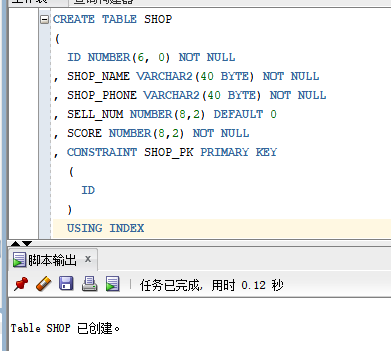 CREATE TABLE SHOP
(
ID NUMBER(6, 0) NOT NULL
, SHOP_NAME VARCHAR2(40 BYTE) NOT NULL
, SHOP_PHONE VARCHAR2(40 BYTE) NOT NULL
, SELL_NUM NUMBER(8,2) DEFAULT 0
, SCORE NUMBER(8,2) NOT NULL
, CONSTRAINT SHOP_PK PRIMARY KEY
(
ID
)
USING INDEX
脚本输出 ×
任务已完成, 用时 0.12 秒
Table SHOP 已创建。